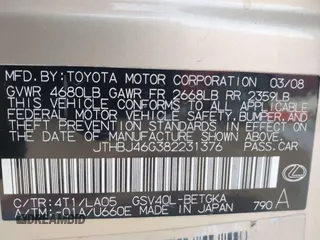 MFD.BY:TOYOTA MOTOR CORPORATION 03/08
GVWR 4680LB GAWR FR 2668LB RR 2359LB
THIS VEHICLE CONFORMS TO ALL APPLICABLE
FEDERAL MOTOR VEHICLE SAFETY,BUMPER,AND
THEFT PREVENTION STANDARDS IN EFFECT ON
THE DATE OF MANUFACTURE SHOWN ABOVE.
JTHBJ46G382231376 PASS.CAR
C/TR:4T1/LA05 GSV40L-BETGKA
A/TM:-01A/U660E MADE IN JAPAN 790 A
DREAMBID